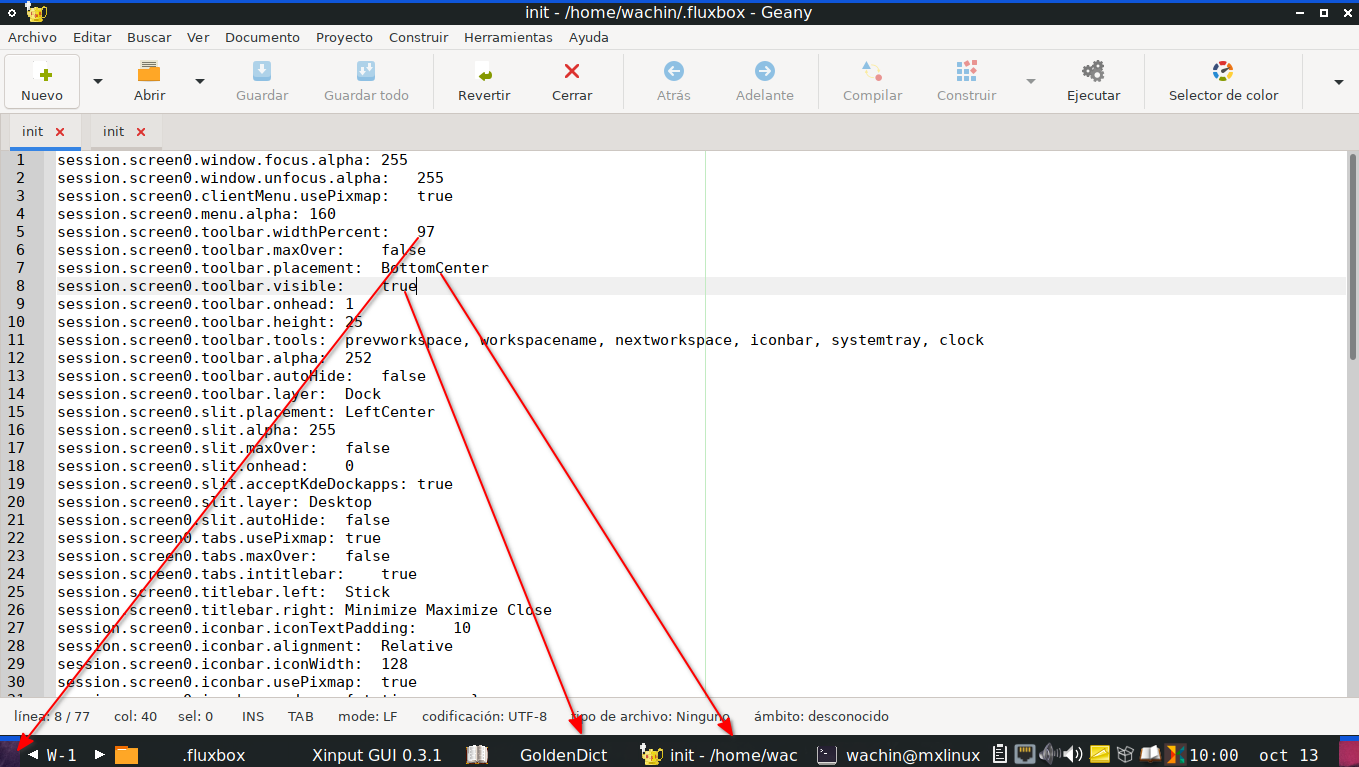 init - /home/wachin/.fluxbox - Geany
Archivo Editar Buscar Ver Documento Proyecto Construir Herramientas Ayuda
Nuevo Abrir Guardar Guardar todo Revertir Cerrar Atrás Adelante Compilar Construir Ejecutar Selector de color
init init
1 session.screen0.window.focus.alpha: 255
2 session.screen0.window.unfocus.alpha: 255
3 session.screen0.clientMenu.usePixmap: true
4 session.screen0.menu.alpha: 160
5 session.screen0.toolbar.widthPercent: 97
6 session.screen0.toolbar.maxOver: false
7 session.screen0.toolbar.placement: BottomCenter
8 session.screen0.toolbar.visible: true
9 session.screen0.toolbar.onhead: 1
10 session.screen0.toolbar.height: 25
11 session.screen0.toolbar.tools: prevworkspace, workspacename, nextworkspace, iconbar, systemtray, clock
12 session.screen0.toolbar.alpha: 252
13 session.screen0.toolbar.autoHide: false
14 session.screen0.toolbar.layer: Dock
15 session.screen0.slit.placement: LeftCenter
16 session.screen0.slit.alpha: 255
17 session.screen0.slit.maxOver: false
18 session.screen0.slit.onhead: 0
19 session.screen0.slit.acceptKdeDockapps: true
20 session.screen0.slit.layer: Desktop
21 session.screen0.slit.autoHide: false
22 session.screen0.tabs.usePixmap: true
23 session.screen0.tabs.maxOver: false
24 session.screen0.tabs.intitlebar: true
25 session.screen0.titlebar.left: Stick
26 session.screen0.titlebar.right: Minimize Maximize Close
27 session.screen0.iconbar.iconTextPadding: 10
28 session.screen0.iconbar.alignment: Relative
29 session.screen0.iconbar.iconWidth: 128
30 session.screen0.iconbar.usePixmap: true
línea: 8 / 77 col: 40 sel: 0 INS TAB mode: LF codificación: UTF-8 tipo de archivo: Ninguno ámbito: desconocido
W-1 .fluxbox Xinput GUI 0.3.1 GoldenDict init - /home/wac wachin@mxlinux 10:00 oct 13